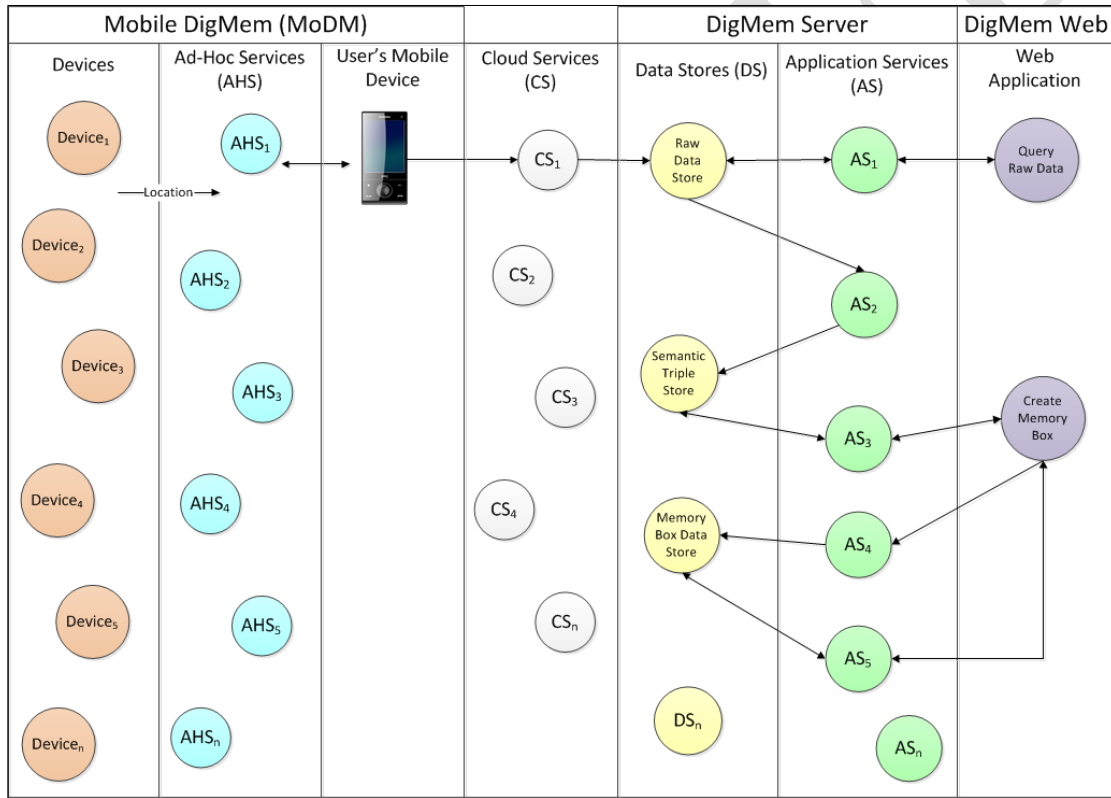 Mobile DigMem (MoDM)
DigMem Server
DigMem Web
Devices
Ad-Hoc Services
(AHS)
User's Mobile
Device
Cloud Services
(CS)
Data Stores (DS)
Application Services
(AS)
Web
Application
Device₁
AHS₁
CS₁
Raw
Data
Store
AS₁
Query
Raw Data
Location
Device₂
AHS₂
CS₂
AS₂
Device₃
AHS₃
CS₃
Semantic
Triple
Store
AS₃
Create
Memory
Box
Device₄
AHS₄
CS₄
Memory
Box Data
Store
AS₄
Device₅
AHS₅
CSₙ
AS₅
Deviceₙ
AHSₙ
DSₙ
ASₙ